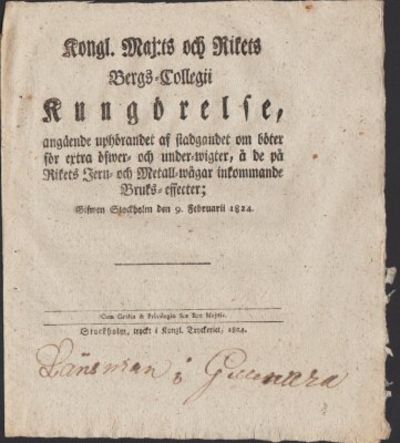 Kongl. Maj:ts och Rikets
Bergs-Collegii
Kungörelse,
angående uphörandet af stadgandet om böter
för extra öfwer- och under-wigter, å de på
Rikets Jern- och Metall-wågar inkommande
Bruks-effecter;
Gifwen Stockholm den 9. Februarii 1824.
Cum Gratia & Privilegio Sac. Reg. Majtis.
Stockholm, tryckt i Kongl. Tryckeriet, 1824.
Länsman i